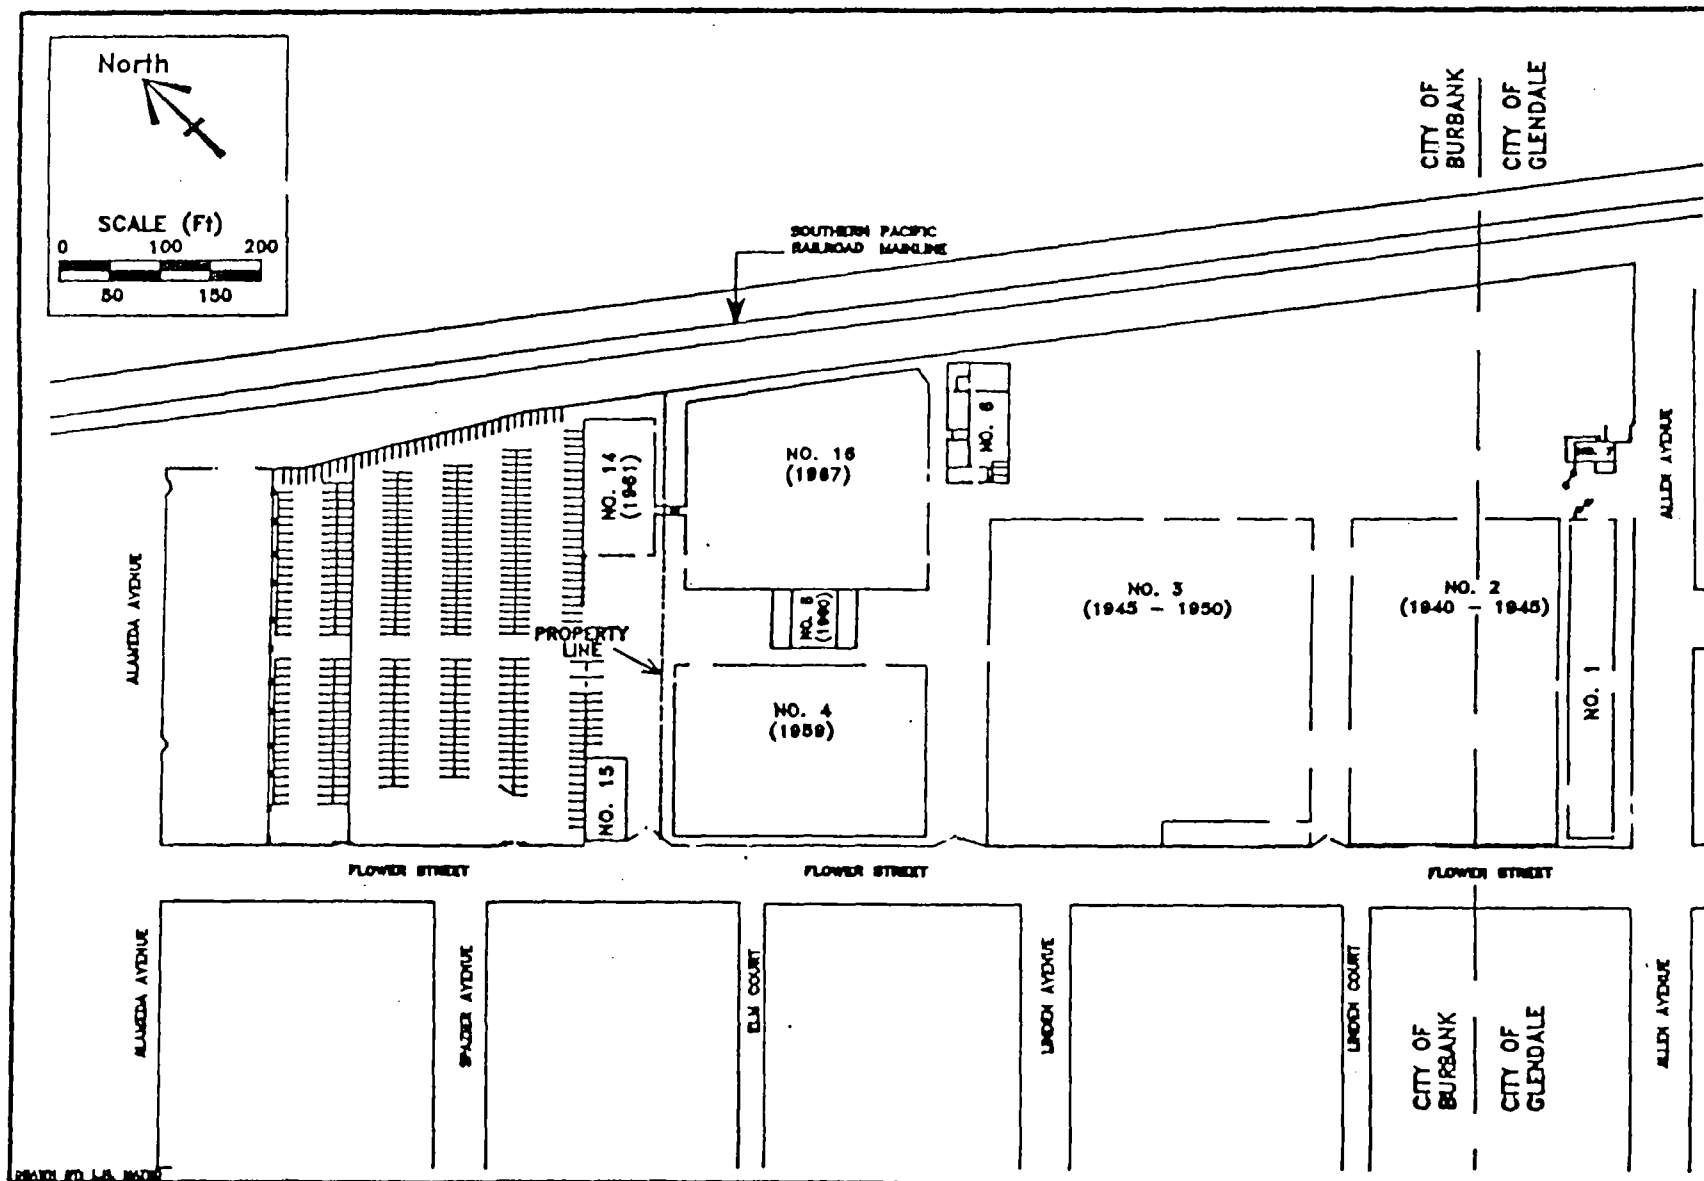 North
SCALE (Ft)
0 100 200
50 150
CITY OF
BURBANK
CITY OF
GLENDALE
SOUTHERN PACIFIC
RAILROAD MAINLINE
NO. 14
(1961)
NO. 16
(1967)
NO. 6
ALLEN AVENUE
ALAMEDA AVENUE
PROPERTY
LINE
NO. 3
(1945 - 1950)
NO. 2
(1940 - 1945)
NO. 1
NO. 4
(1959)
NO. 15
FLOWER STREET
FLOWER STREET
FLOWER STREET
ALAMEDA AVENUE
SPAZIER AVENUE
ELM COURT
LINDEN AVENUE
LINDEN COURT
CITY OF
BURBANK
CITY OF
GLENDALE
ALLEN AVENUE